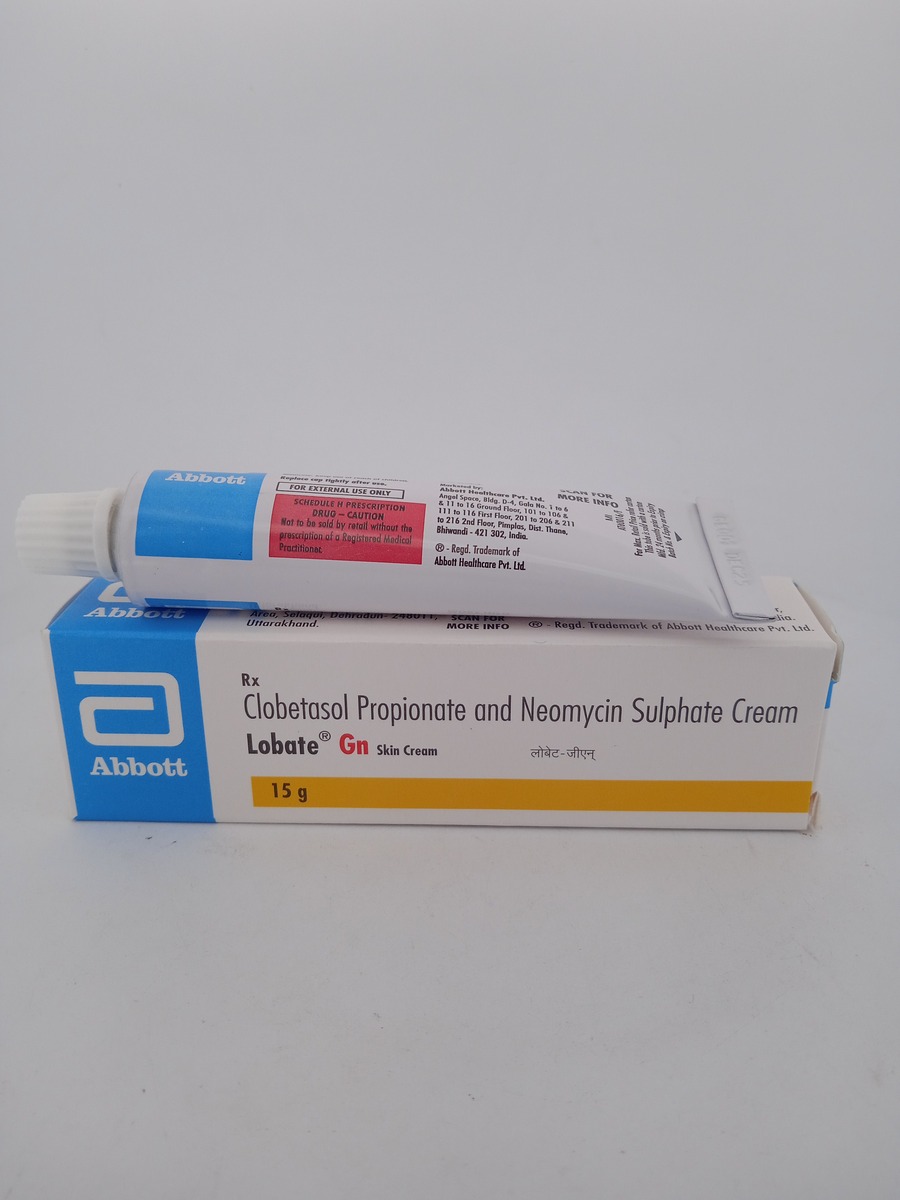 Abbott
Replace cap tightly after use.
FOR EXTERNAL USE ONLY
SCHEDULE H PRESCRIPTION
DRUG – CAUTION
Not to be sold by retail without the
prescription of a Registered Medical
Practitioner.
Marketed by:
Abbott Healthcare Pvt. Ltd.
Angel Space, Bldg. D-4, Gala No. 1 to 6
& 11 to 16 Ground Floor, 101 to 106 &
111 to 116 First Floor, 201 to 206 & 211
to 216 2nd Floor, Pimplas, Dist. Thane,
Bhiwandi - 421 302, India.
® - Regd. Trademark of
Abbott Healthcare Pvt. Ltd.
SCAN FOR
MORE INFO
Abbott
Area, Selaqui, Dehradun- 248011,
Uttarakhand.
SCAN FOR
MORE INFO
® - Regd. Trademark of Abbott Healthcare Pvt. Ltd.
Abbott
Rx
Clobetasol Propionate and Neomycin Sulphate Cream
Lobate® Gn Skin Cream
लोबेट-जीएन्
15 g